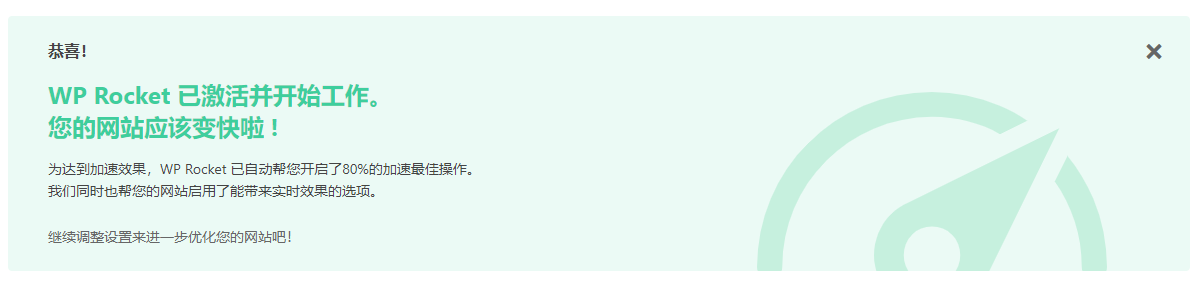 恭喜!
WP Rocket 已激活并开始工作。
您的网站应该变快啦！
为达到加速效果，WP Rocket 已自动帮您开启了80%的加速最佳操作。
我们同时也帮您的网站启用了能带来实时效果的选项。
继续调整设置来进一步优化您的网站吧！